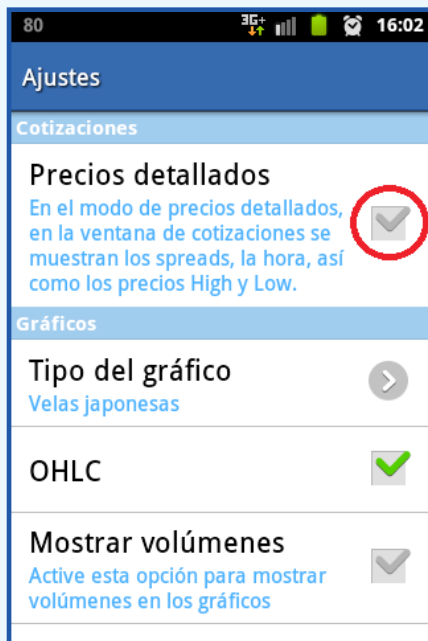 80 3G+ 16:02
Ajustes
Cotizaciones
Precios detallados
En el modo de precios detallados,
en la ventana de cotizaciones se
muestran los spreads, la hora, así
como los precios High y Low.
Gráficos
Tipo del gráfico
Velas japonesas
OHLC
Mostrar volúmenes
Active esta opción para mostrar
volúmenes en los gráficos